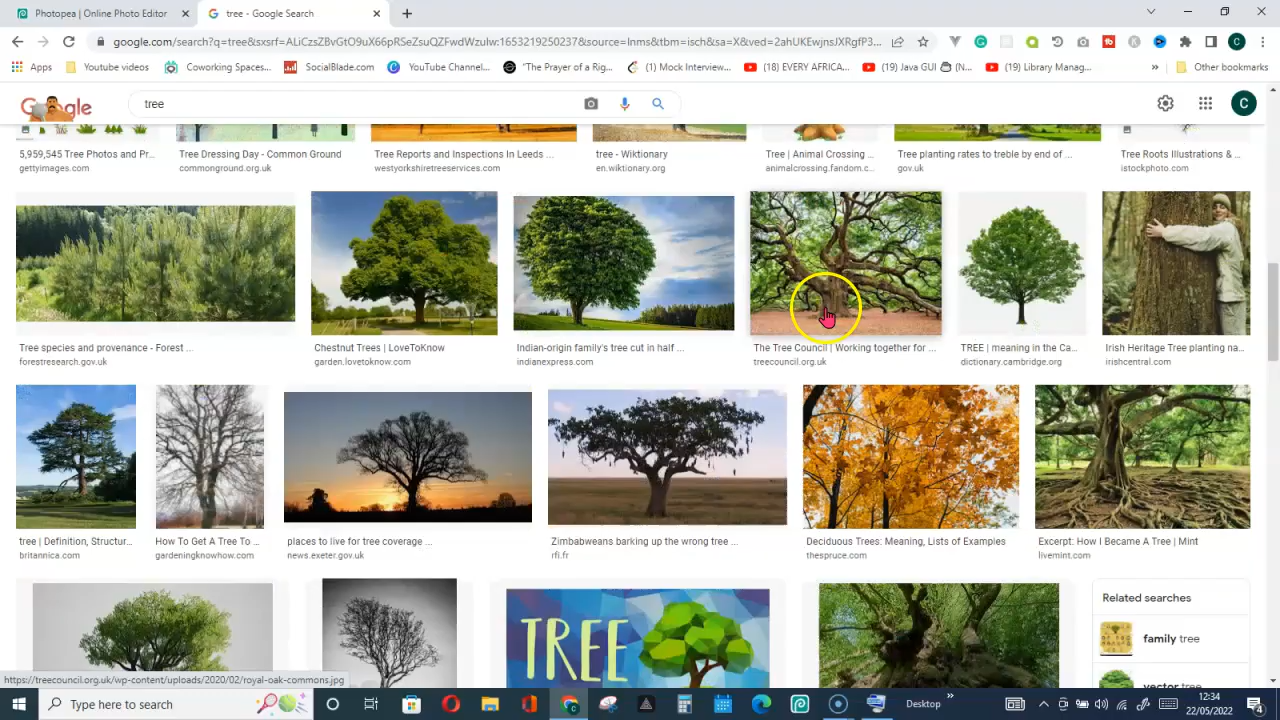 Photopea | Online Photo Editor
tree - Google Search
google.com/search?q=tree&sxsrf=ALiCzsZBvGtO9uX66pRSeZsuQZFwdWzulw:1653219250237&source=lnms&tbm=isch&sa=X&ved=2ahUKEwjnsJXRgfP3...
Apps
Youtube videos
Coworking Spaces...
SocialBlade.com
YouTube Channel...
"The Prayer of a Rig...
(1) Mock Interview...
(18) EVERY AFRICA...
(19) Java GUI (N...
(19) Library Manag...
»
Other bookmarks
Google
tree
C
5,959,545 Tree Photos and Pr...
gettyimages.com
Tree Dressing Day - Common Ground
commonground.org.uk
Tree Reports and Inspections In Leeds ...
westyorkshiretreeservices.com
tree - Wiktionary
en.wiktionary.org
Tree | Animal Crossing ...
animalcrossing.fandom.c...
Tree planting rates to treble by end of ...
gov.uk
Tree Roots Illustrations & ...
istockphoto.com
Tree species and provenance - Forest ...
forestresearch.gov.uk
Chestnut Trees | LoveToKnow
garden.lovetoknow.com
Indian-origin family's tree cut in half ...
indianexpress.com
The Tree Council | Working together for ...
treecouncil.org.uk
TREE | meaning in the Ca...
dictionary.cambridge.org
Irish Heritage Tree planting na...
irishcentral.com
tree | Definition, Structur...
britannica.com
How To Get A Tree To ...
gardeningknowhow.com
places to live for tree coverage ...
news.exeter.gov.uk
Zimbabweans barking up the wrong tree ...
rfi.fr
Deciduous Trees: Meaning, Lists of Examples
thespruce.com
Excerpt: How I Became A Tree | Mint
livemint.com
TREE
Related searches
family tree
vector tree
https://treecouncil.org.uk/wp-content/uploads/2020/02/royal-oak-commons.jpg
Type here to search
Desktop
»
12:34
22/05/2022
4